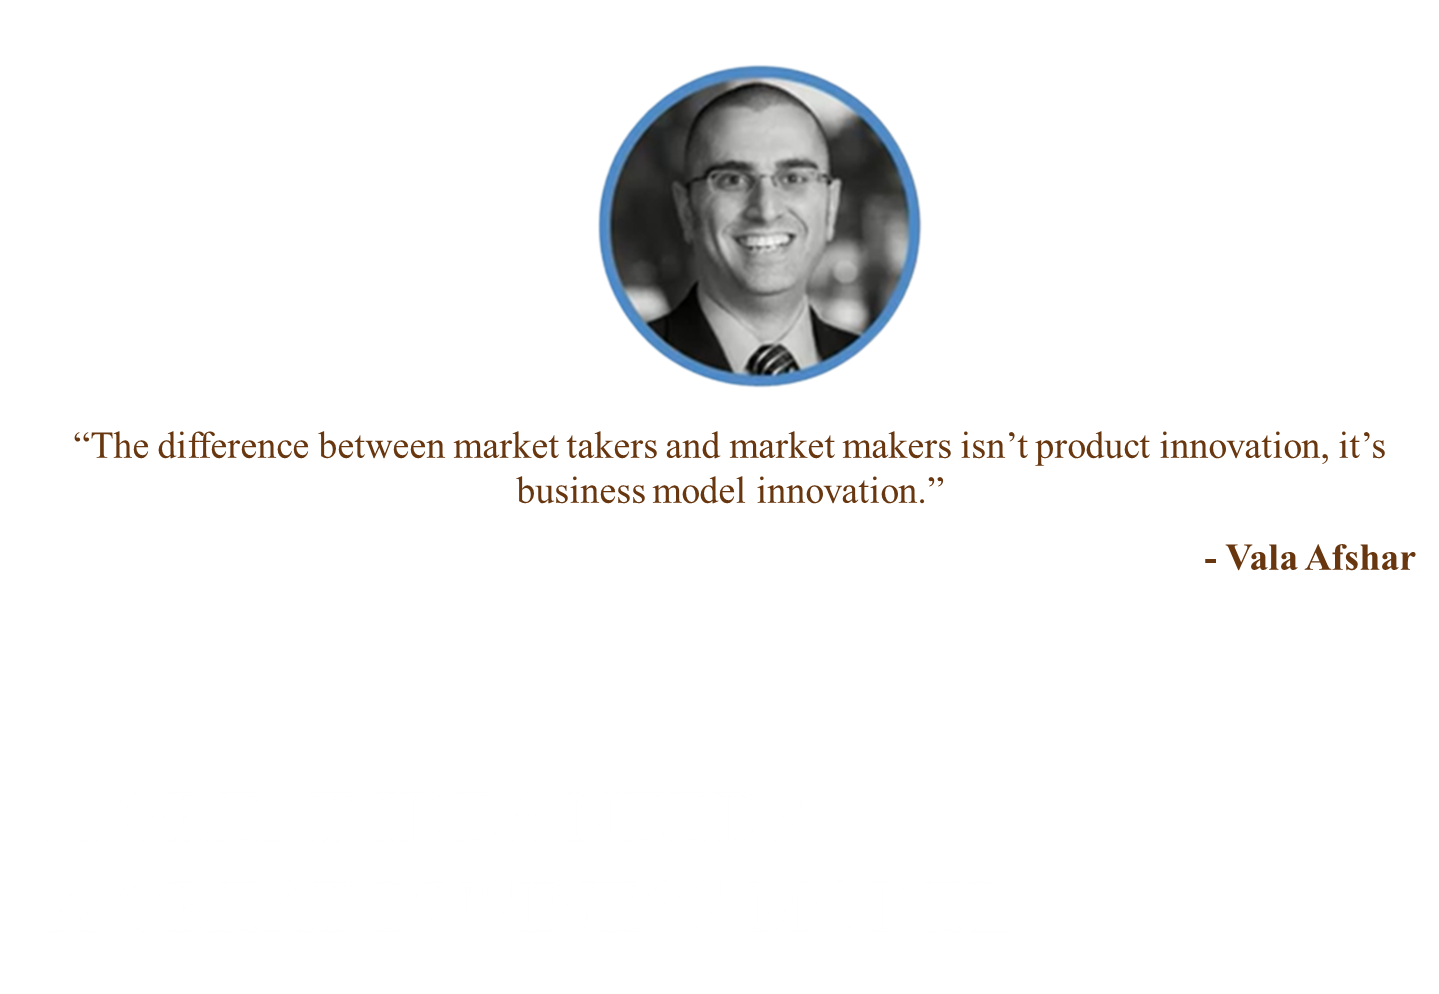 “The difference between market takers and market makers isn’t product innovation, it’s
business model innovation.”
- Vala Afshar